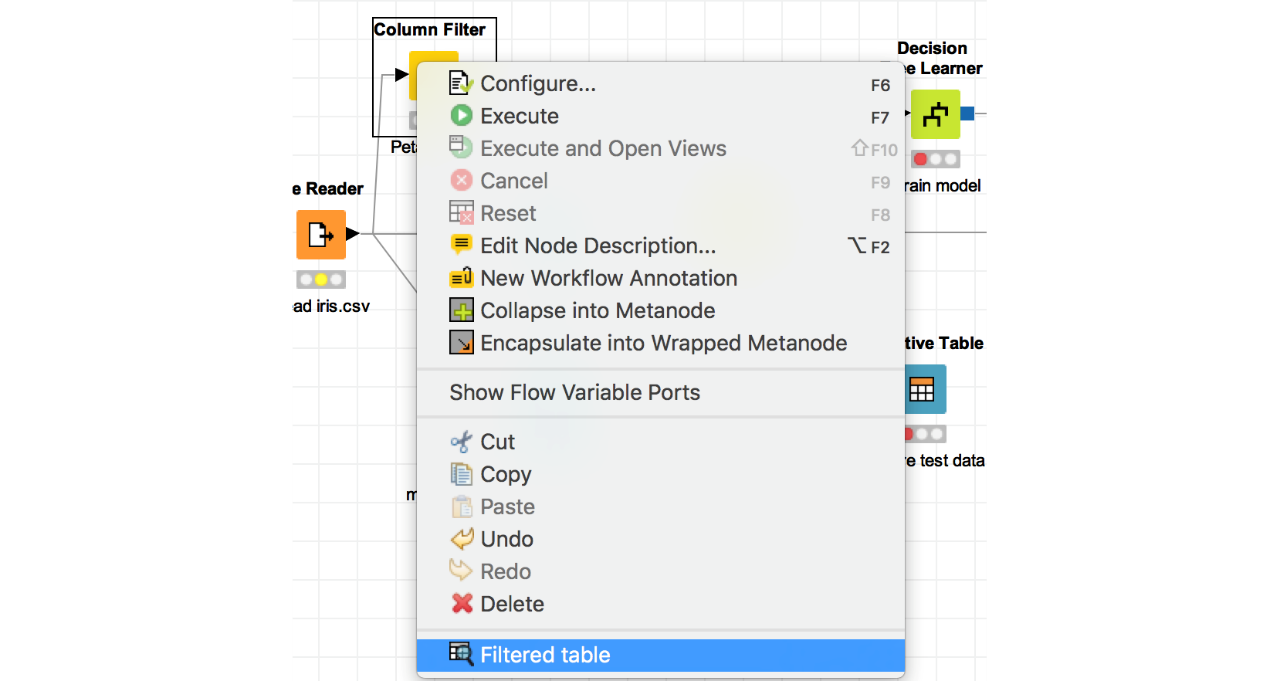 Column Filter
Decision
ee Learner
Configure... F6
Execute F7
Execute and Open Views ⇧F10
Peta
Cancel F9
rain model
e Reader
Reset F8
Edit Node Description... ⌥F2
New Workflow Annotation
ad iris.csv
Collapse into Metanode
Encapsulate into Wrapped Metanode
tive Table
Show Flow Variable Ports
Cut
e test data
Copy
m
Paste
Undo
Redo
Delete
Filtered table